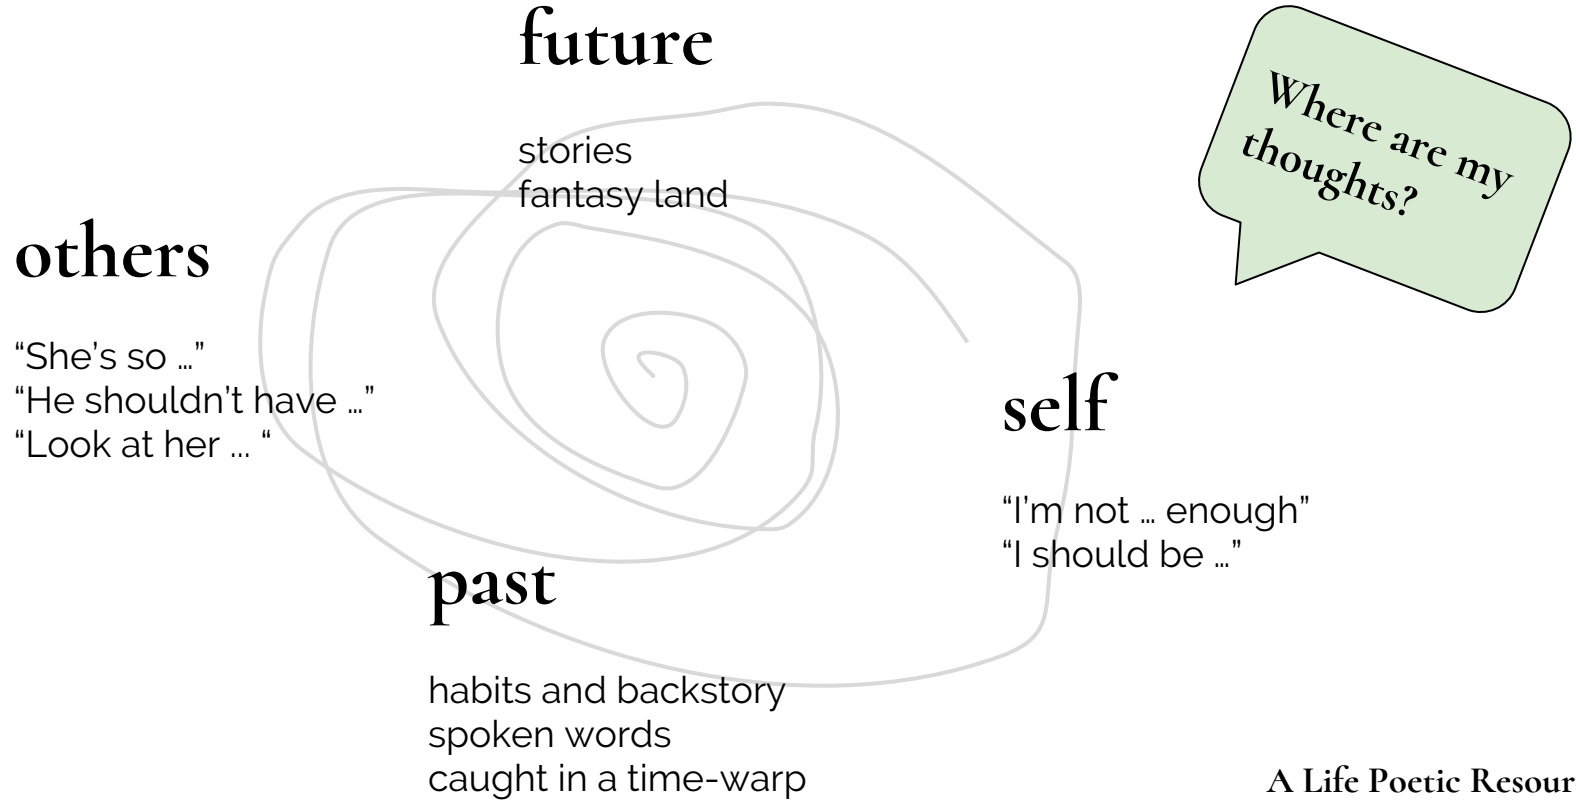 future
stories
fantasy land
Where are my
thoughts?
others
“She’s so ...”
“He shouldn’t have ...”
“Look at her ... “
self
“I’m not ... enough”
“I should be ...”
past
habits and backstory
spoken words
caught in a time-warp
A Life Poetic Resour